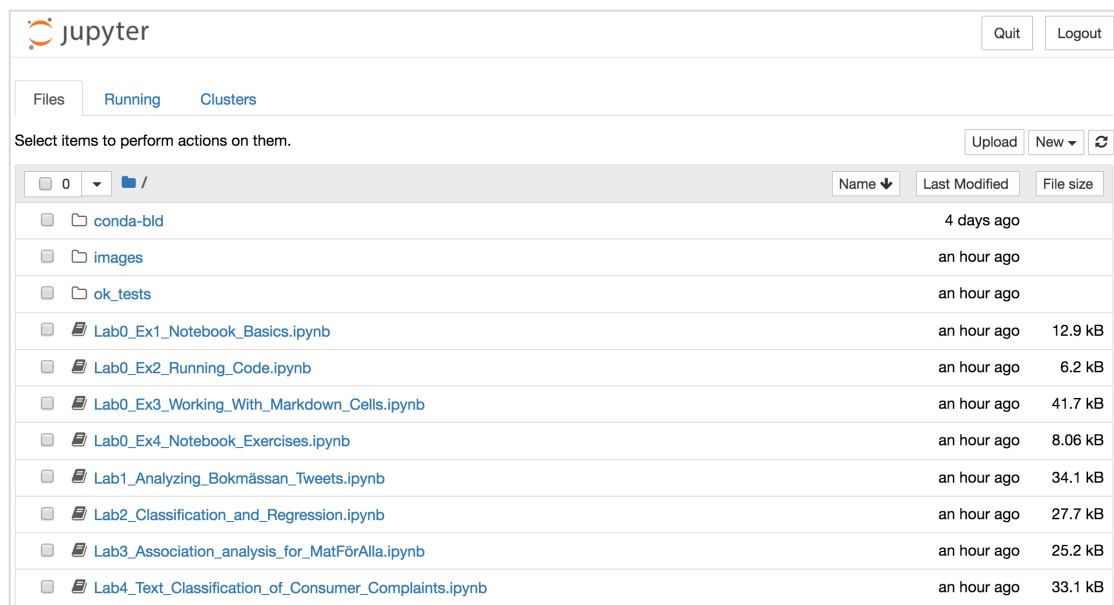 jupyter Quit Logout
Files Running Clusters
Select items to perform actions on them. Upload New
0 / Name Last Modified File size
conda-bld 4 days ago
images an hour ago
ok_tests an hour ago
Lab0_Ex1_Notebook_Basics.ipynb an hour ago 12.9 kB
Lab0_Ex2_Running_Code.ipynb an hour ago 6.2 kB
Lab0_Ex3_Working_With_Markdown_Cells.ipynb an hour ago 41.7 kB
Lab0_Ex4_Notebook_Exercises.ipynb an hour ago 8.06 kB
Lab1_Analyzing_Bokmässan_Tweets.ipynb an hour ago 34.1 kB
Lab2_Classification_and_Regression.ipynb an hour ago 27.7 kB
Lab3_Association_analysis_for_MatFörAlla.ipynb an hour ago 25.2 kB
Lab4_Text_Classification_of_Consumer_Complaints.ipynb an hour ago 33.1 kB